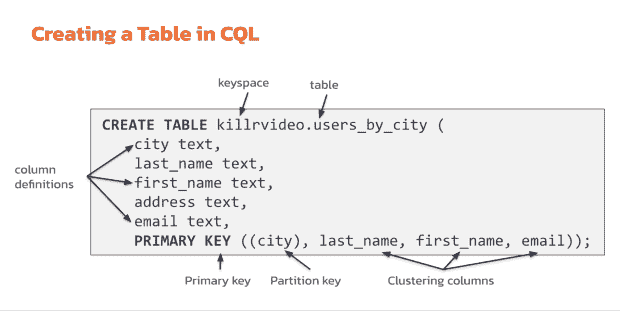 Creating a Table in CQL
keyspace
table
CREATE TABLE killrvideo.users_by_city (
city text,
last_name text,
first_name text,
address text,
email text,
PRIMARY KEY ((city), last_name, first_name, email));
column
definitions
Primary key
Partition key
Clustering columns